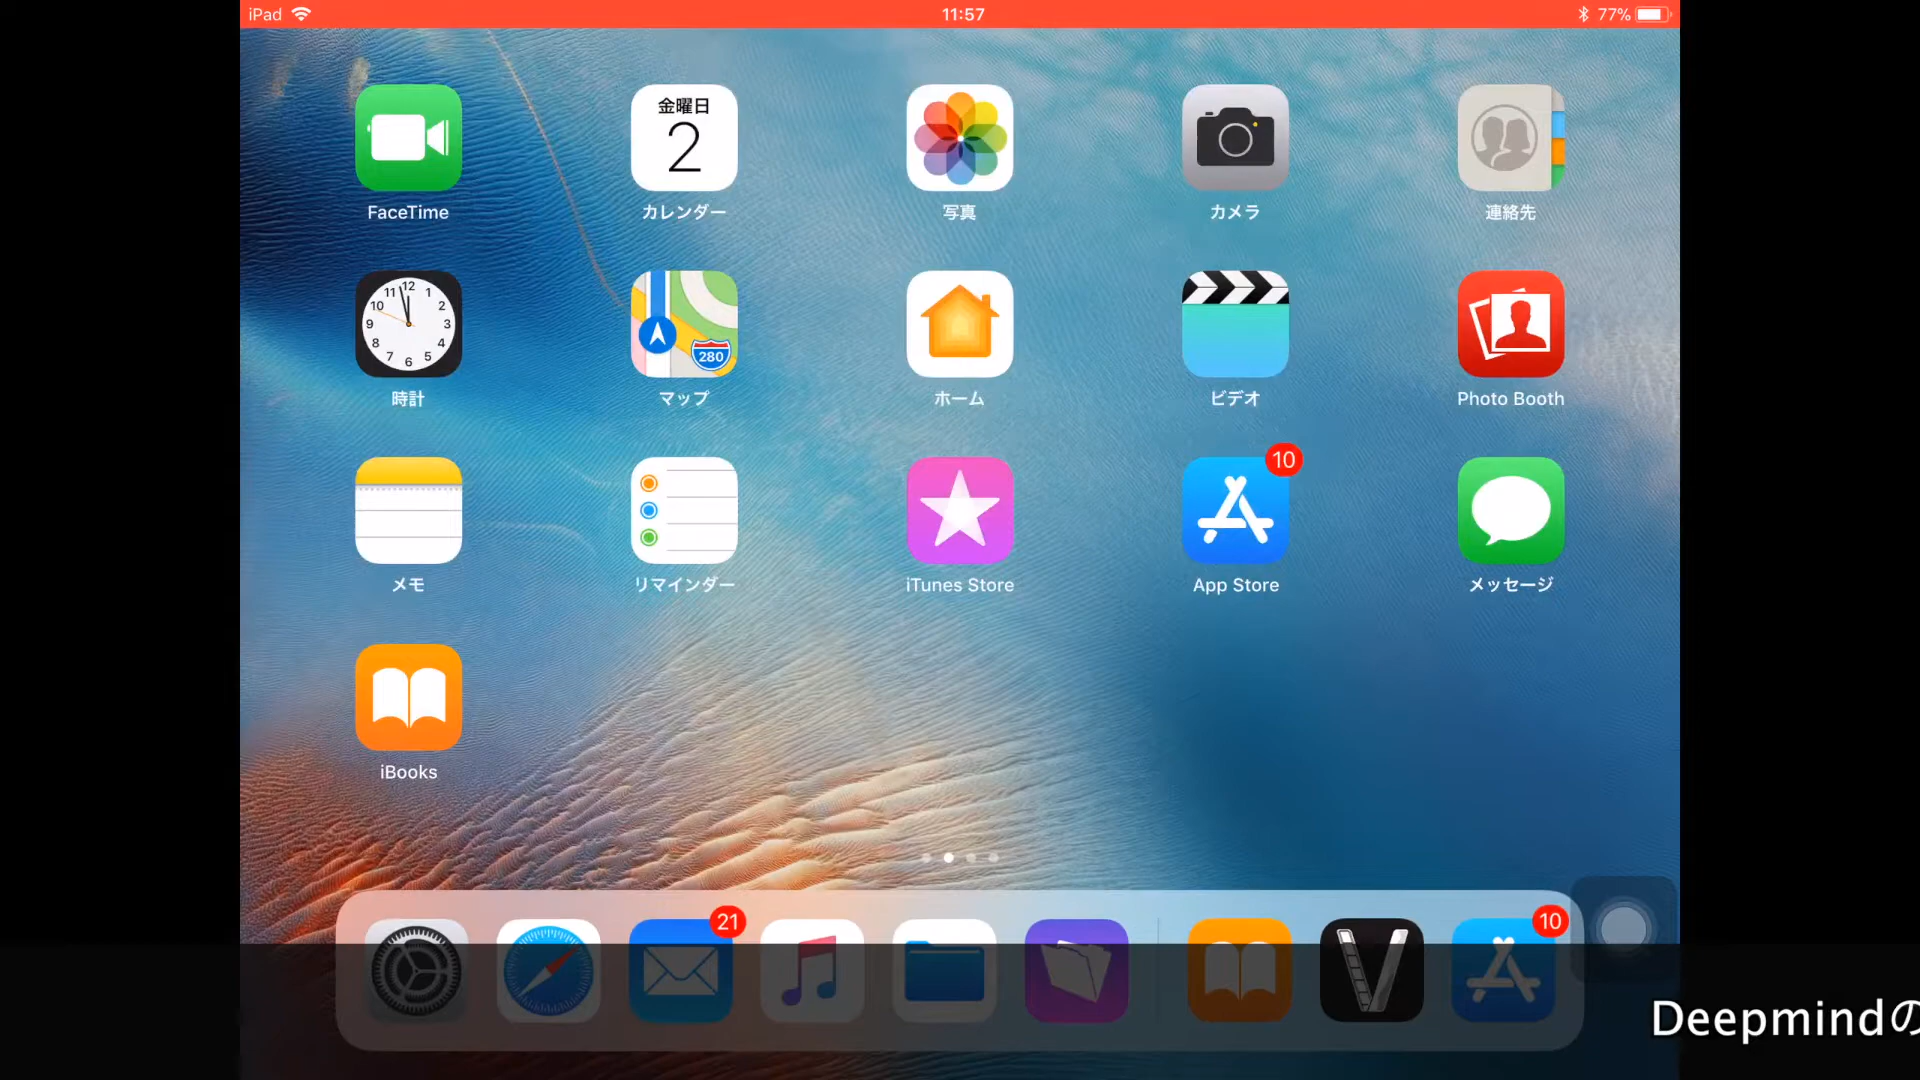 iPad 11:57 77%
金曜日
2
FaceTime カレンダー 写真 カメラ 連絡先
11 12 1
10 2
9 3
8 4
7 6 5
280
時計 マップ ホーム ビデオ Photo Booth
10
メモ リマインダー iTunes Store App Store メッセージ
iBooks
21 10
Deepmindの